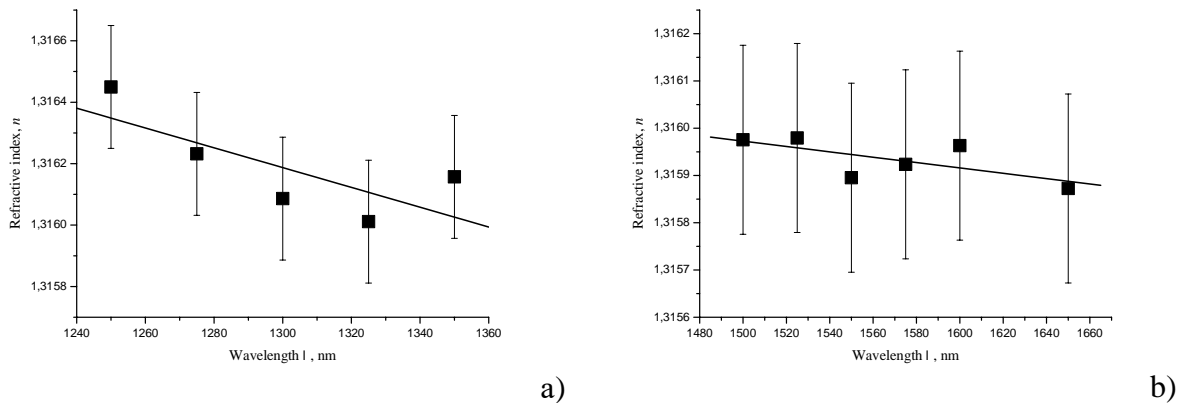 1,3166
1,3164
1,3162
1,3160
1,3158
Refractive index, n
1240 1260 1280 1300 1320 1340 1360
Wavelength l , nm
a)
1,3162
1,3161
1,3160
1,3159
1,3158
1,3157
1,3156
Refractive index, n
1480 1500 1520 1540 1560 1580 1600 1620 1640 1660
Wavelength l , nm
b)